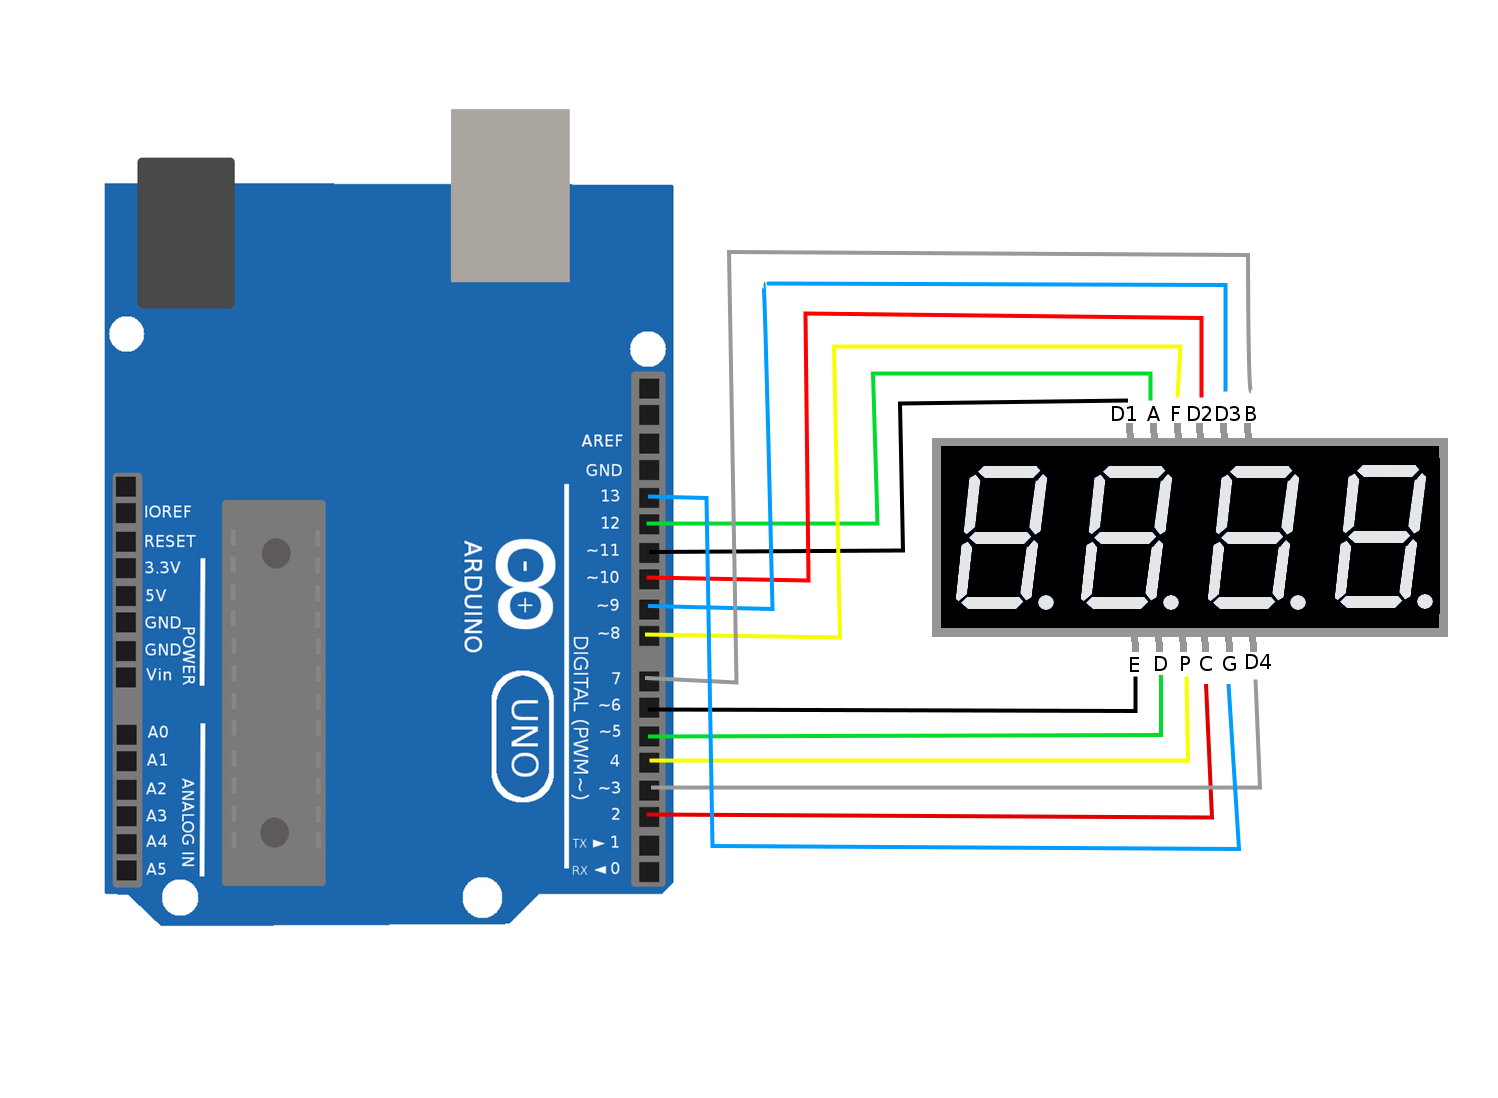 IOREF
RESET
3.3V
5V
GND
GND
Vin
POWER
A0
A1
A2
A3
A4
A5
ANALOG IN
ARDUINO
UNO
AREF
GND
13
12
~11
~10
~9
~8
7
~6
~5
4
~3
2
TX ► 1
RX ◄ 0
DIGITAL (PWM~)
D1 A F D2 D3 B
E D P C G D4